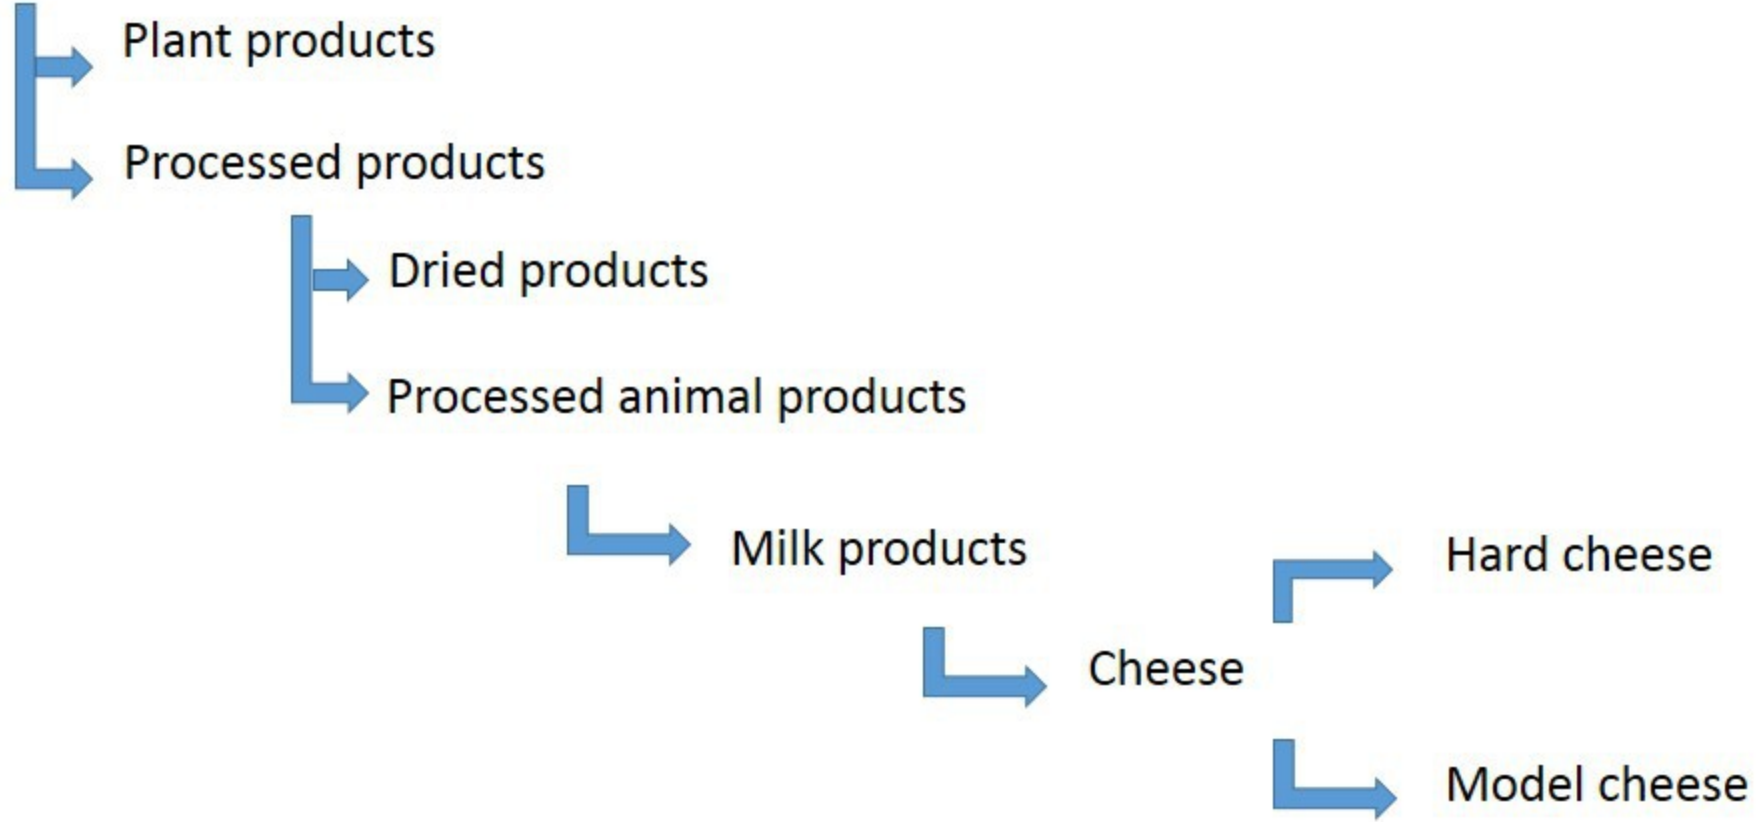 Plant products
Processed products
Dried products
Processed animal products
Milk products
Hard cheese
Cheese
Model cheese